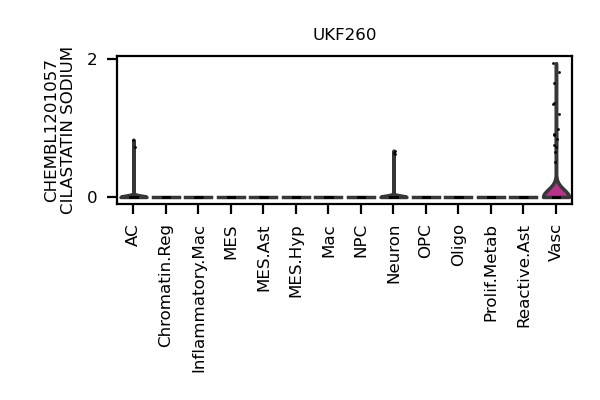 UKF260
CHEMBL1201057
CILASTATIN SODIUM
2
0
AC
Chromatin.Reg
Inflammatory.Mac
MES
MES.Ast
MES.Hyp
Mac
NPC
Neuron
OPC
Oligo
Prolif.Metab
Reactive.Ast
Vasc